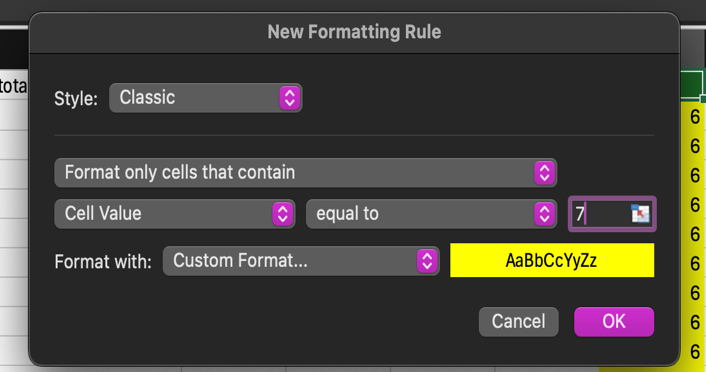 New Formatting Rule
Style: Classic
tota
6
6
Format only cells that contain
6
Cell Value equal to 7
6
6
Format with: Custom Format... AaBbCcYyZz
6
6
Cancel OK
6
6